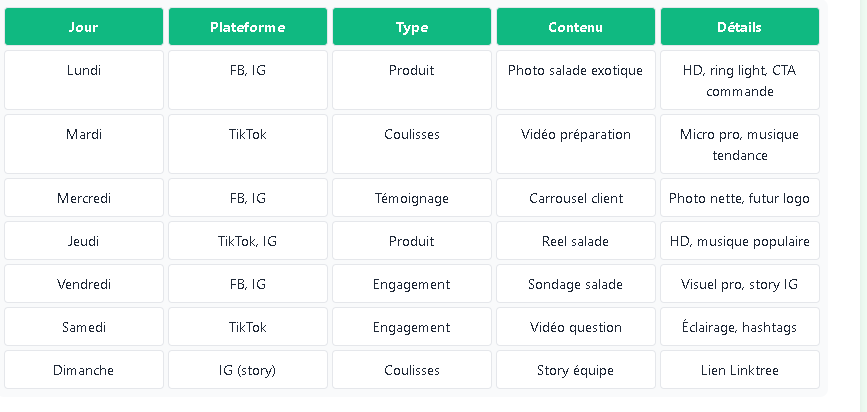 Jour Plateforme Type Contenu Détails
Lundi FB, IG Produit Photo salade exotique HD, ring light, CTA
commande
Mardi TikTok Coulisses Vidéo préparation Micro pro, musique
tendance
Mercredi FB, IG Témoignage Carrousel client Photo nette, futur logo
Jeudi TikTok, IG Produit Reel salade HD, musique populaire
Vendredi FB, IG Engagement Sondage salade Visuel pro, story IG
Samedi TikTok Engagement Vidéo question Éclairage, hashtags
Dimanche IG (story) Coulisses Story équipe Lien Linktree